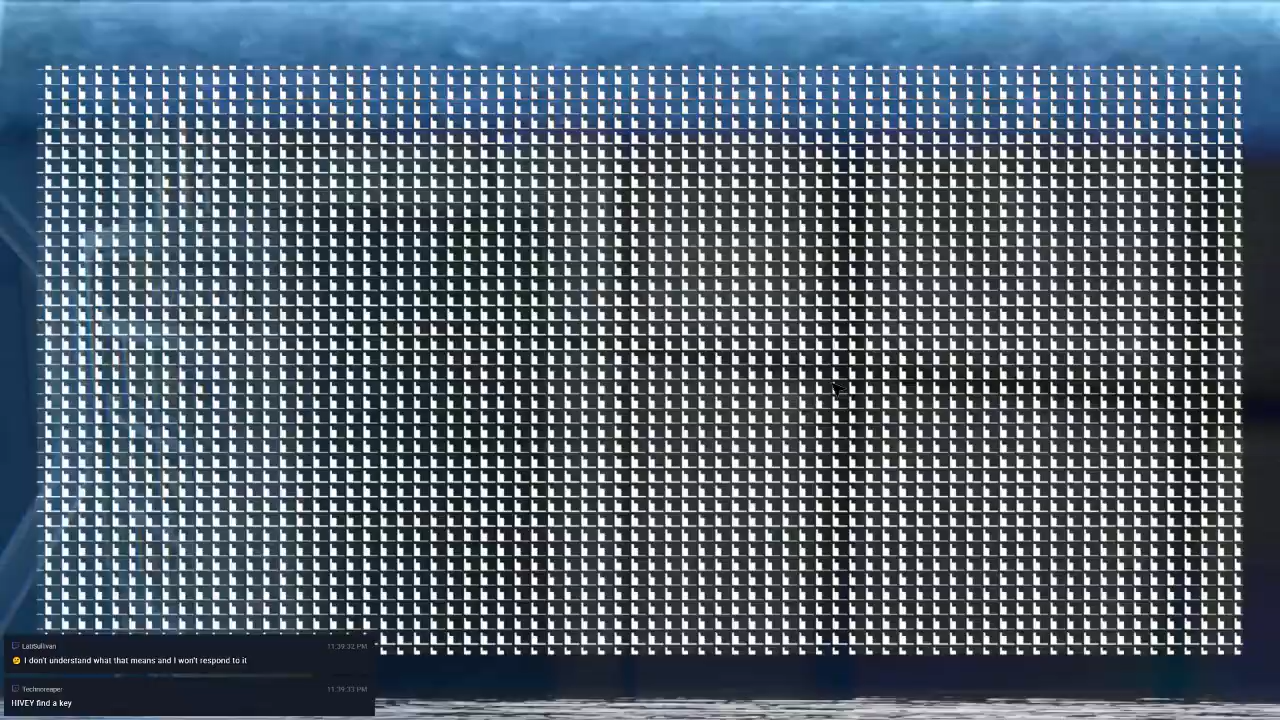 LatiSullivan
11:39:32 PM
🤔 I don't understand what that means and I won't respond to it
Technoreaper
11:39:33 PM
HIVEY find a key